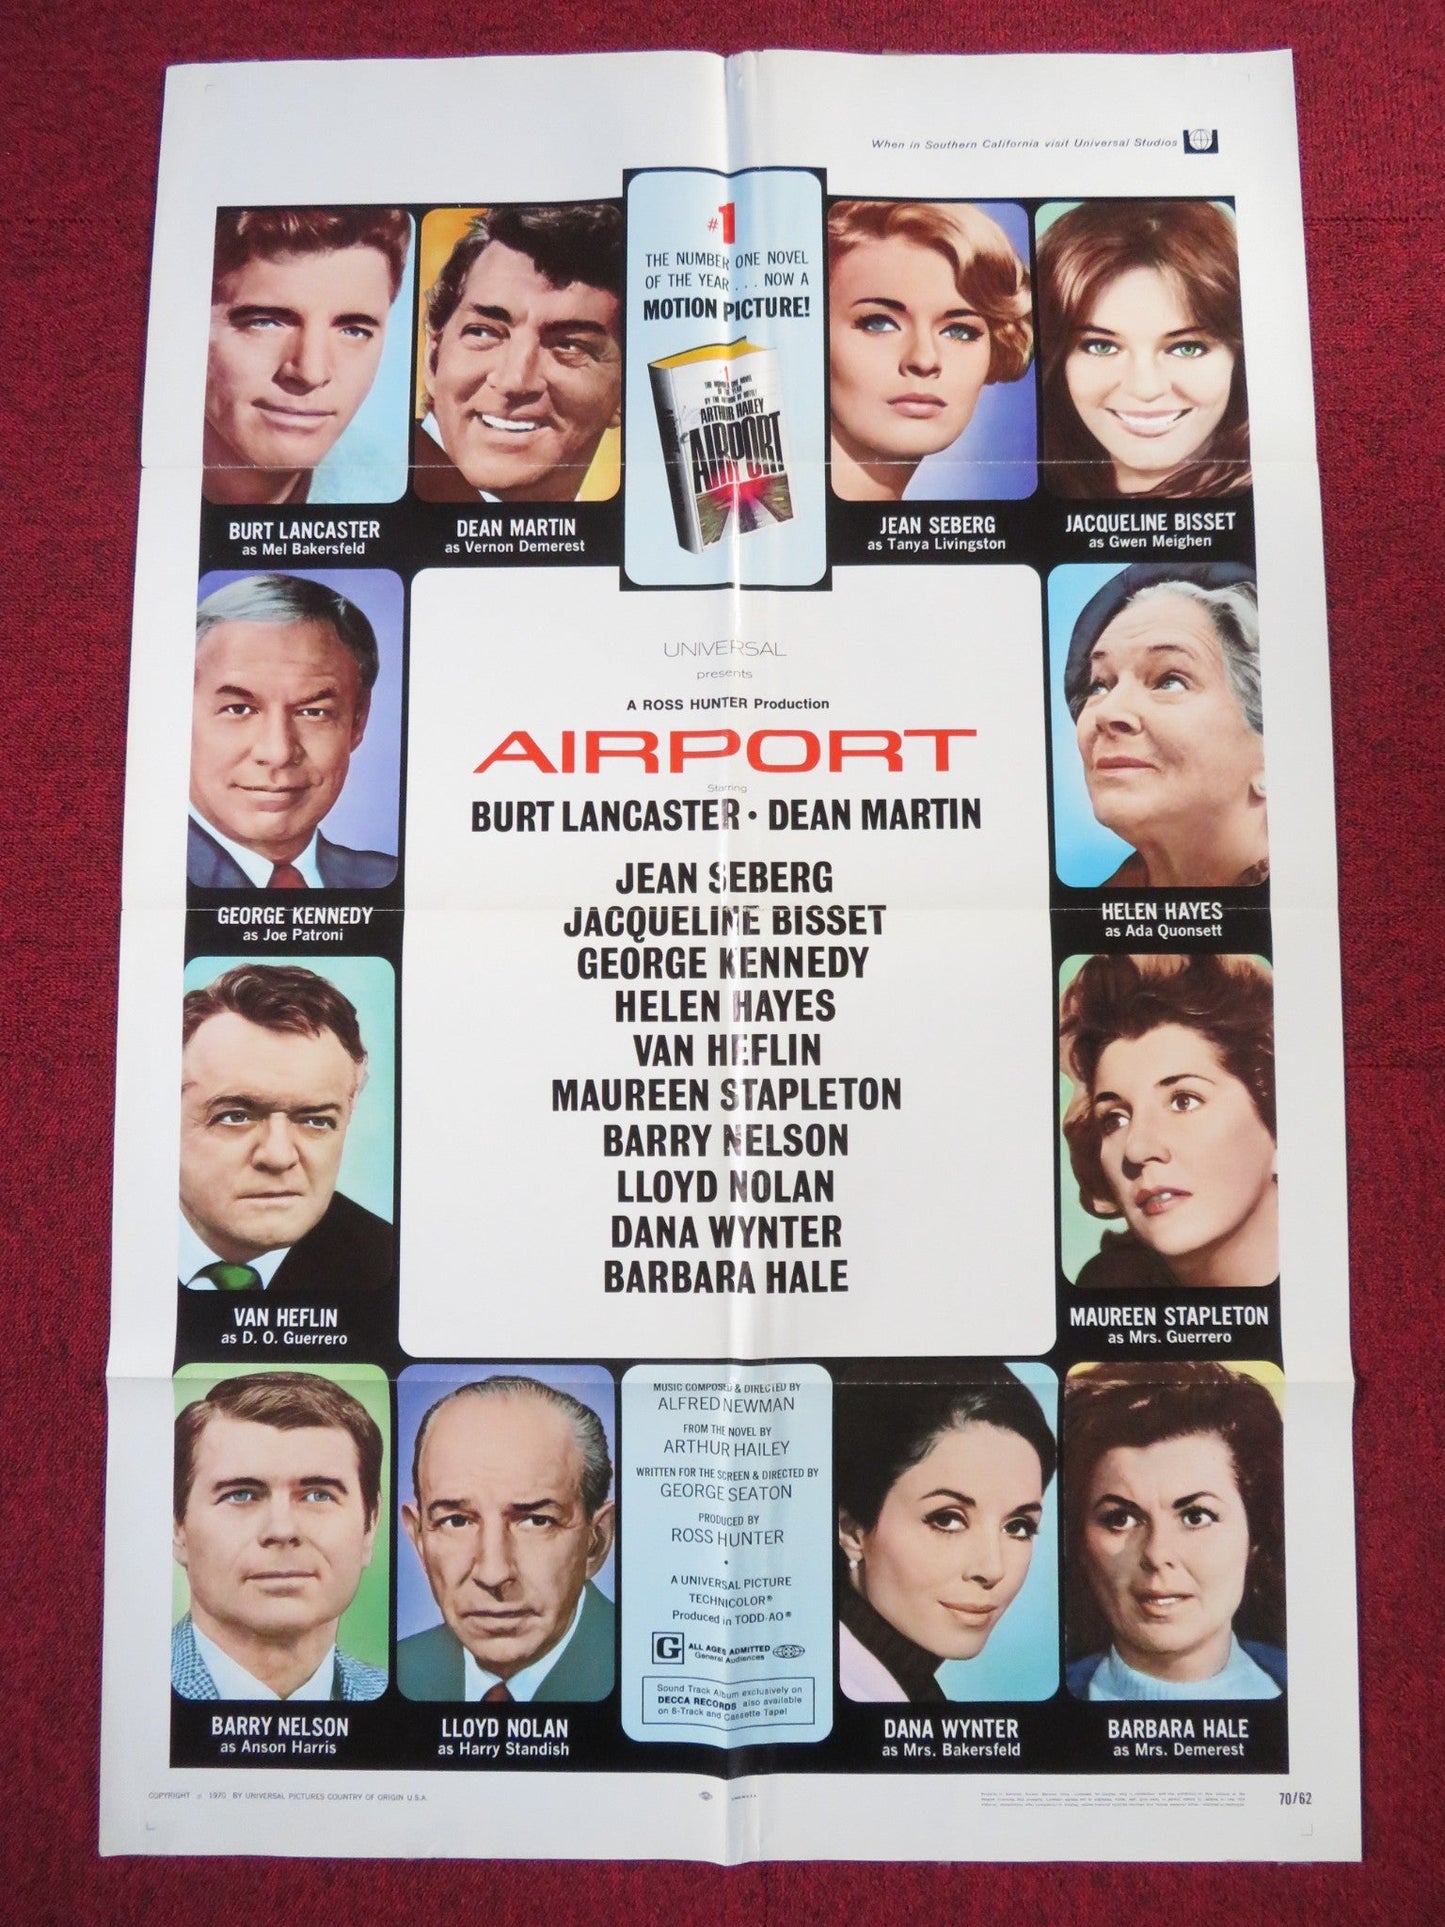 When in Southern California visit Universal Studios
#1
THE NUMBER ONE NOVEL
OF THE YEAR . . . NOW A
MOTION PICTURE!
THE NUMBER ONE NOVEL
OF THE YEAR
ARTHUR HAILEY
AIRPORT
BURT LANCASTER
as Mel Bakersfeld
DEAN MARTIN
as Vernon Demerest
JEAN SEBERG
as Tanya Livingston
JACQUELINE BISSET
as Gwen Meighen
UNIVERSAL
presents
A ROSS HUNTER Production
AIRPORT
Starring
BURT LANCASTER • DEAN MARTIN
JEAN SEBERG
JACQUELINE BISSET
GEORGE KENNEDY
HELEN HAYES
VAN HEFLIN
MAUREEN STAPLETON
BARRY NELSON
LLOYD NOLAN
DANA WYNTER
BARBARA HALE
GEORGE KENNEDY
as Joe Patroni
HELEN HAYES
as Ada Quonsett
VAN HEFLIN
as D. O. Guerrero
MAUREEN STAPLETON
as Mrs. Guerrero
MUSIC COMPOSED & DIRECTED BY
ALFRED NEWMAN
FROM THE NOVEL BY
ARTHUR HAILEY
WRITTEN FOR THE SCREEN & DIRECTED BY
GEORGE SEATON
PRODUCED BY
ROSS HUNTER
•
A UNIVERSAL PICTURE
TECHNICOLOR®
Produced in TODD-AO®
G ALL AGES ADMITTED
General Audiences
Sound Track Album exclusively on
DECCA RECORDS also available
on 8-Track and Cassette Tape!
BARRY NELSON
as Anson Harris
LLOYD NOLAN
as Harry Standish
DANA WYNTER
as Mrs. Bakersfeld
BARBARA HALE
as Mrs. Demerest
COPYRIGHT © 1970 BY UNIVERSAL PICTURES COUNTRY OF ORIGIN U.S.A.
70/62